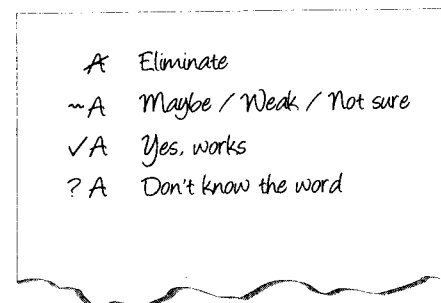 A Eliminate
~A Maybe / Weak / Not sure
✓A Yes, works
? A Don't know the word